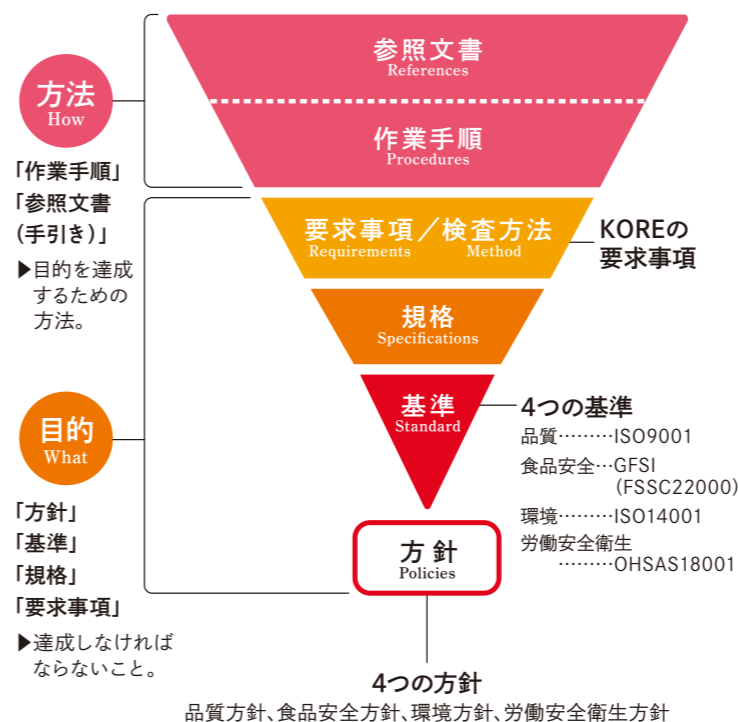 参照文書
References
作業手順
Procedures
方法
How
「作業手順」
「参照文書
(手引き)」
▶目的を達成
するための
方法。
要求事項/検査方法
Requirements Method
KOREの
要求事項
規格
Specifications
基準
Standard
4つの基準
品質………ISO9001
食品安全…GFSI
(FSSC22000)
環境………ISO14001
労働安全衛生
………OHSAS18001
目的
What
「方針」
「基準」
「規格」
「要求事項」
▶達成しなければ
ならないこと。
方針
Policies
4つの方針
品質方針、食品安全方針、環境方針、労働安全衛生方針